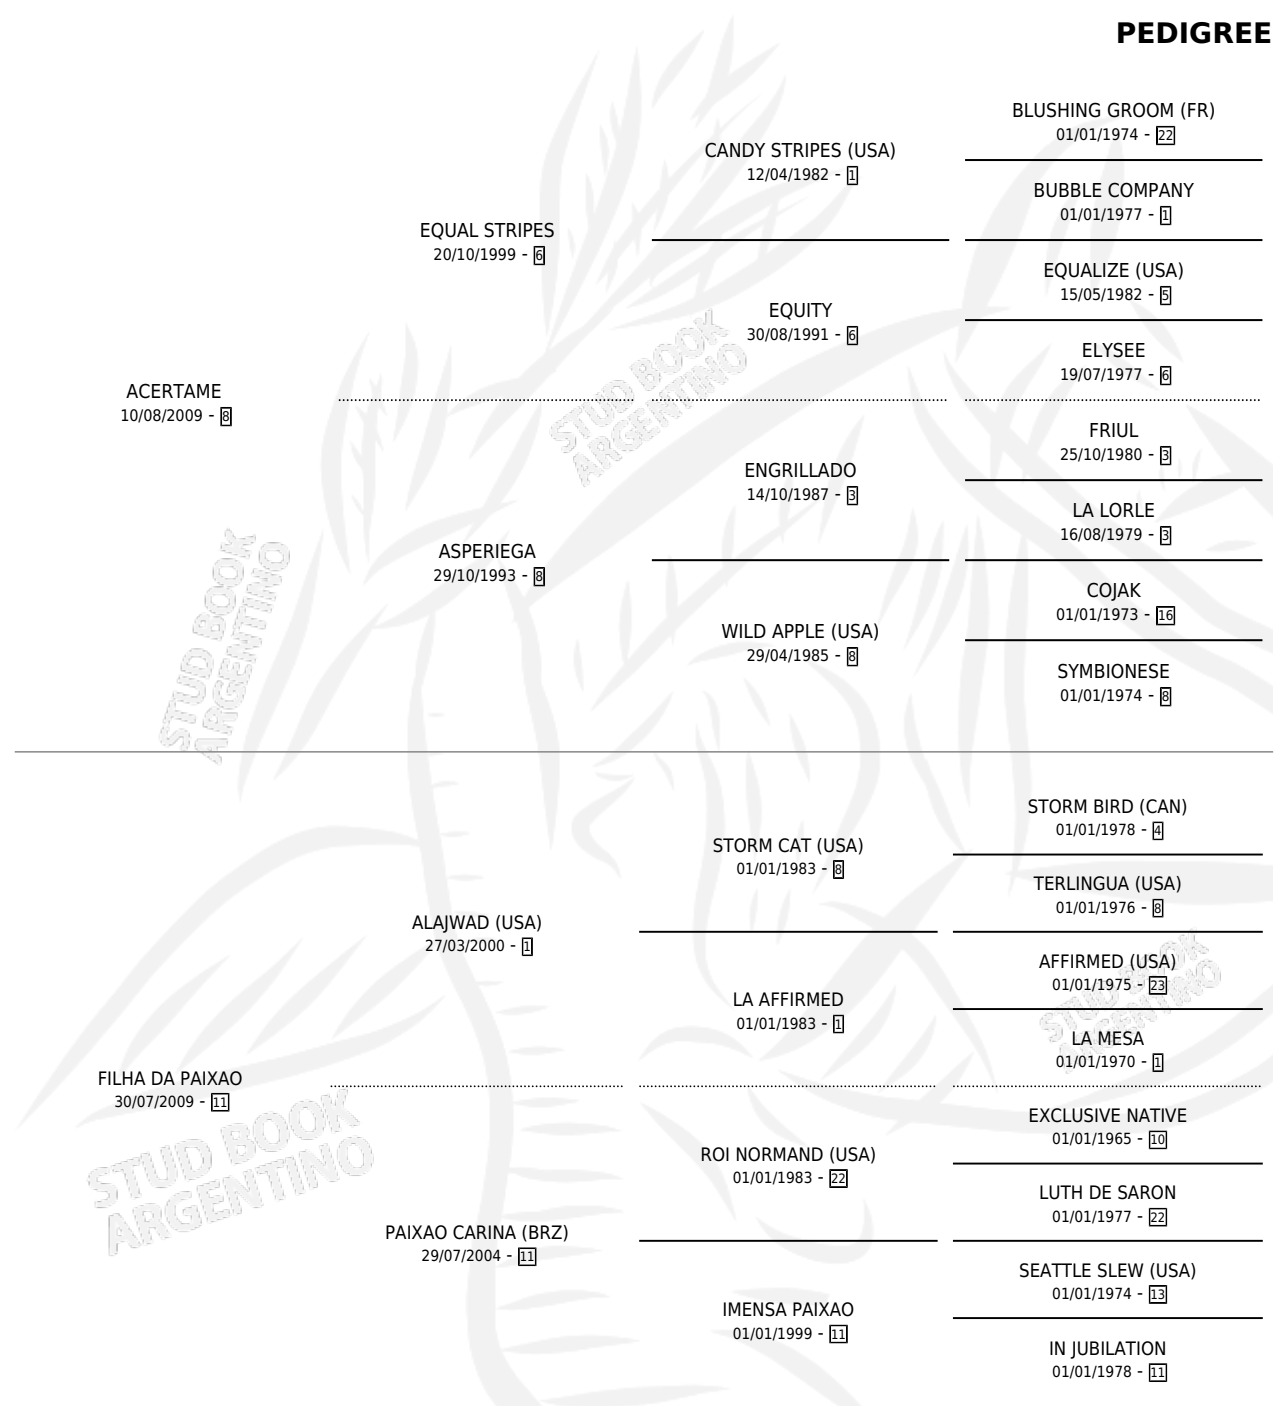 PEDIGREE
BLUSHING GROOM (FR)
01/01/1974 - 22
CANDY STRIPES (USA)
12/04/1982 - 1
BUBBLE COMPANY
01/01/1977 - 1
EQUAL STRIPES
20/10/1999 - 6
EQUALIZE (USA)
15/05/1982 - 5
EQUITY
30/08/1991 - 6
ELYSEE
19/07/1977 - 6
ACERTAME
10/08/2009 - 8
FRIUL
25/10/1980 - 3
ENGRILLADO
14/10/1987 - 3
LA LORLE
16/08/1979 - 3
ASPERIEGA
29/10/1993 - 8
COJAK
01/01/1973 - 16
WILD APPLE (USA)
29/04/1985 - 8
SYMBIONESE
01/01/1974 - 8
STORM BIRD (CAN)
01/01/1978 - 4
STORM CAT (USA)
01/01/1983 - 8
TERLINGUA (USA)
01/01/1976 - 8
ALAJWAD (USA)
27/03/2000 - 1
AFFIRMED (USA)
01/01/1975 - 23
LA AFFIRMED
01/01/1983 - 1
LA MESA
01/01/1970 - 1
FILHA DA PAIXAO
30/07/2009 - 11
EXCLUSIVE NATIVE
01/01/1965 - 10
ROI NORMAND (USA)
01/01/1983 - 22
LUTH DE SARON
01/01/1977 - 22
PAIXAO CARINA (BRZ)
29/07/2004 - 11
SEATTLE SLEW (USA)
01/01/1974 - 13
IMENSA PAIXAO
01/01/1999 - 11
IN JUBILATION
01/01/1978 - 11
STUD BOOK
ARGENTINO
STUD BOOK
ARGENTINO
STUD BOOK
ARGENTINO
STUD BOOK
ARGENTINO